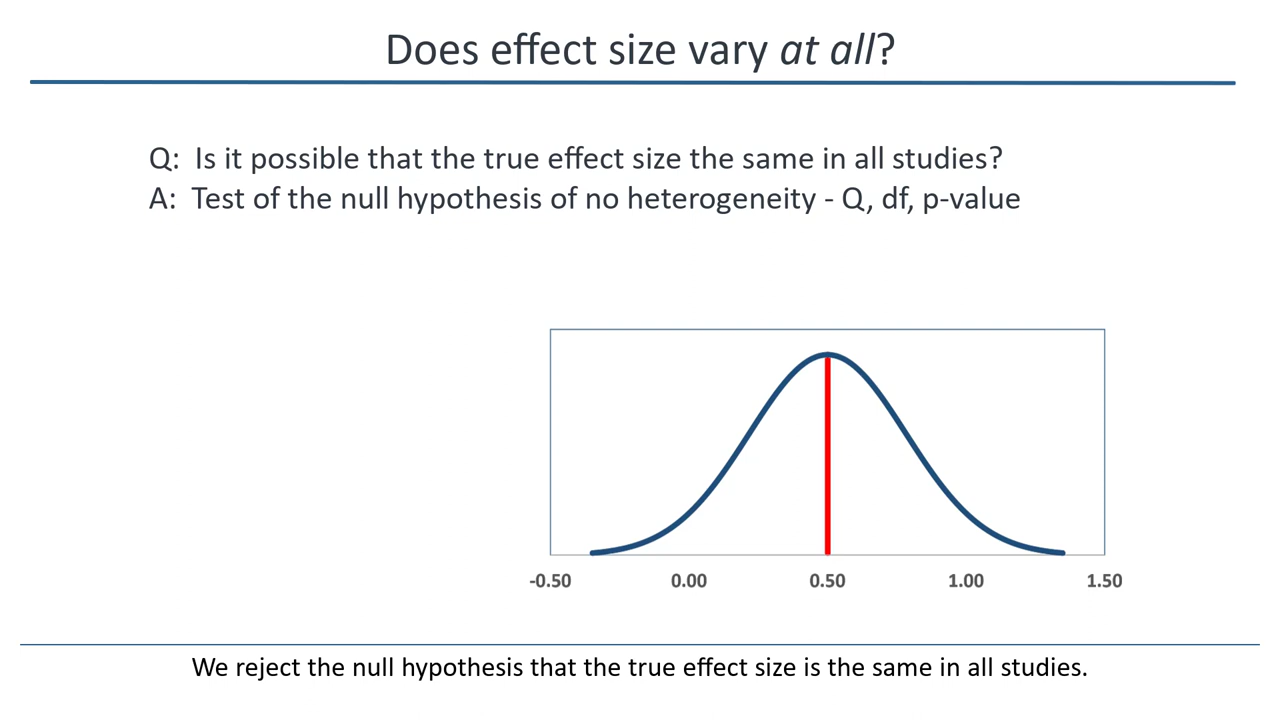 Does effect size vary at all?
Q: Is it possible that the true effect size the same in all studies?
A: Test of the null hypothesis of no heterogeneity - Q, df, p-value
-0.50 0.00 0.50 1.00 1.50
We reject the null hypothesis that the true effect size is the same in all studies.